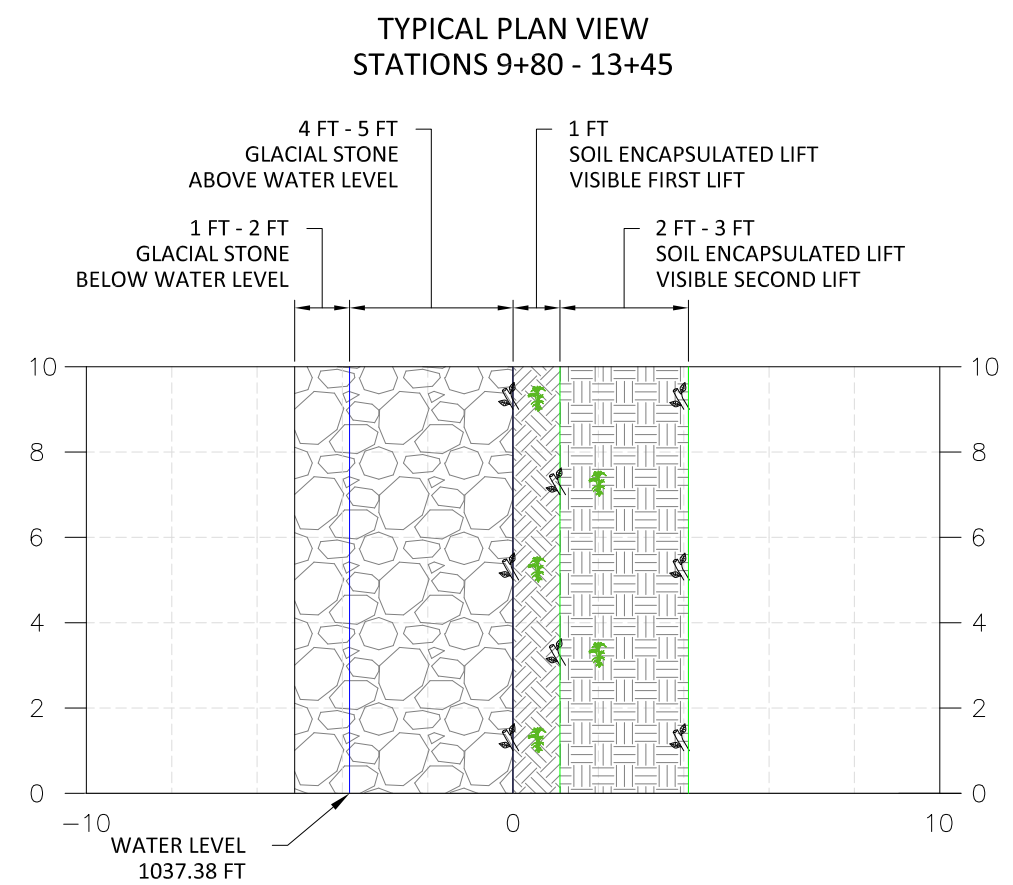 TYPICAL PLAN VIEW
STATIONS 9+80 - 13+45
4 FT - 5 FT
GLACIAL STONE
ABOVE WATER LEVEL
1 FT
SOIL ENCAPSULATED LIFT
VISIBLE FIRST LIFT
1 FT - 2 FT
GLACIAL STONE
BELOW WATER LEVEL
2 FT - 3 FT
SOIL ENCAPSULATED LIFT
VISIBLE SECOND LIFT
10 10
8 8
6 6
4 4
2 2
0 0
−10 0 10
WATER LEVEL
1037.38 FT